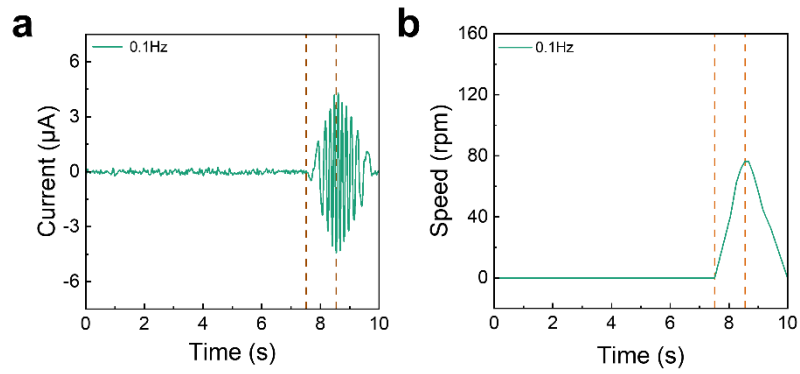 a
0.1Hz
Current (μA)
6
3
0
-3
-6
0 2 4 6 8 10
Time (s)
b
0.1Hz
Speed (rpm)
160
120
80
40
0
0 2 4 6 8 10
Time (s)